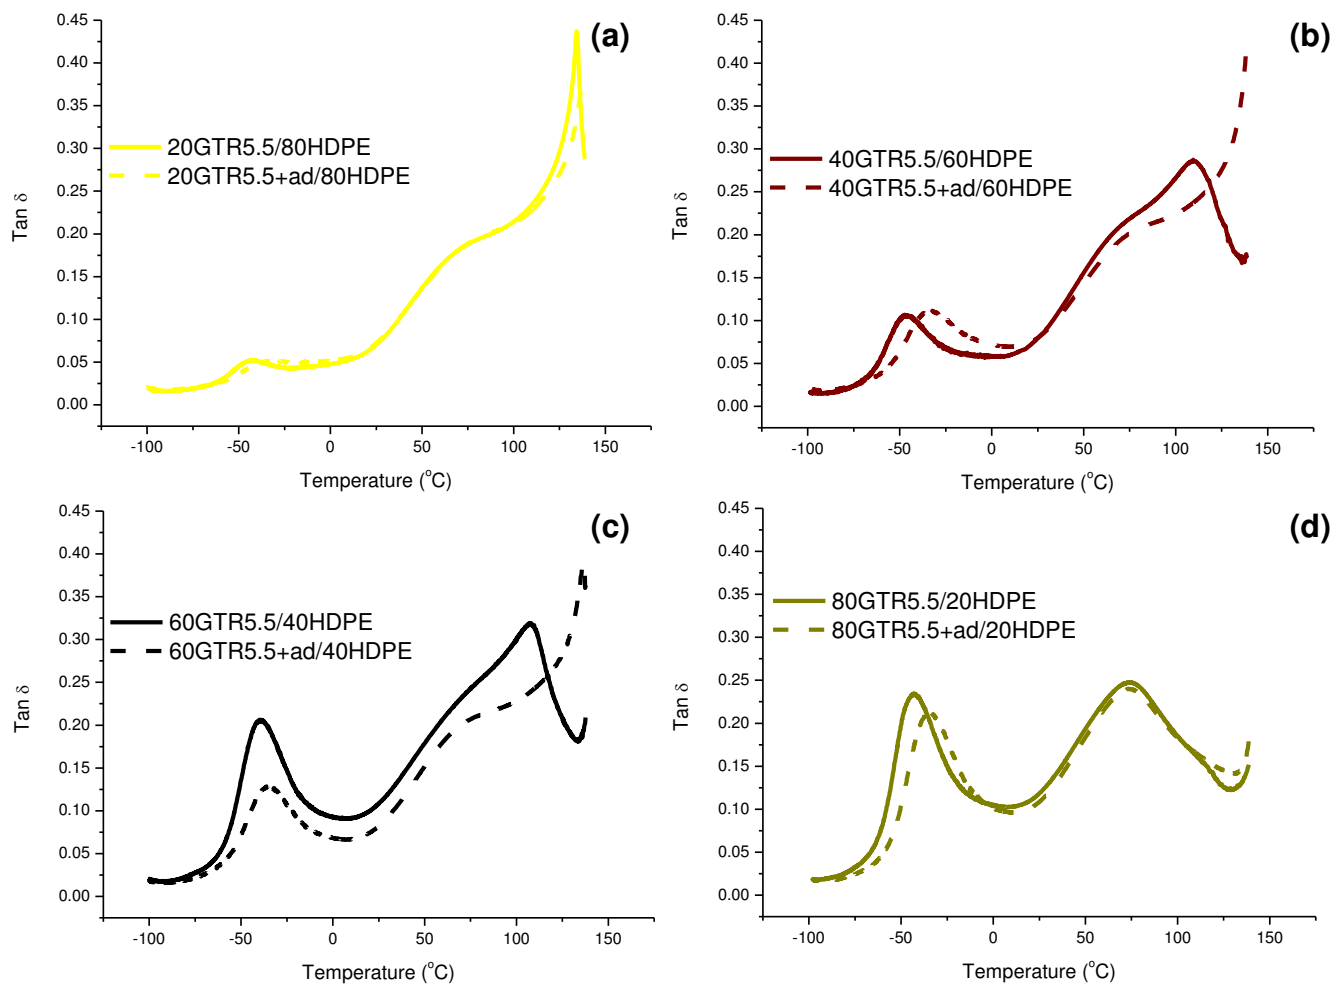 (a)
0.45
0.40
0.35
0.30
0.25
0.20
0.15
0.10
0.05
0.00
Tan δ
20GTR5.5/80HDPE
20GTR5.5+ad/80HDPE
-100 -50 0 50 100 150
Temperature (°C)
(b)
0.45
0.40
0.35
0.30
0.25
0.20
0.15
0.10
0.05
0.00
Tan δ
40GTR5.5/60HDPE
40GTR5.5+ad/60HDPE
-100 -50 0 50 100 150
Temperature (°C)
(c)
0.45
0.40
0.35
0.30
0.25
0.20
0.15
0.10
0.05
0.00
Tan δ
60GTR5.5/40HDPE
60GTR5.5+ad/40HDPE
-100 -50 0 50 100 150
Temperature (°C)
(d)
0.45
0.40
0.35
0.30
0.25
0.20
0.15
0.10
0.05
0.00
Tan δ
80GTR5.5/20HDPE
80GTR5.5+ad/20HDPE
-100 -50 0 50 100 150
Temperature (°C)